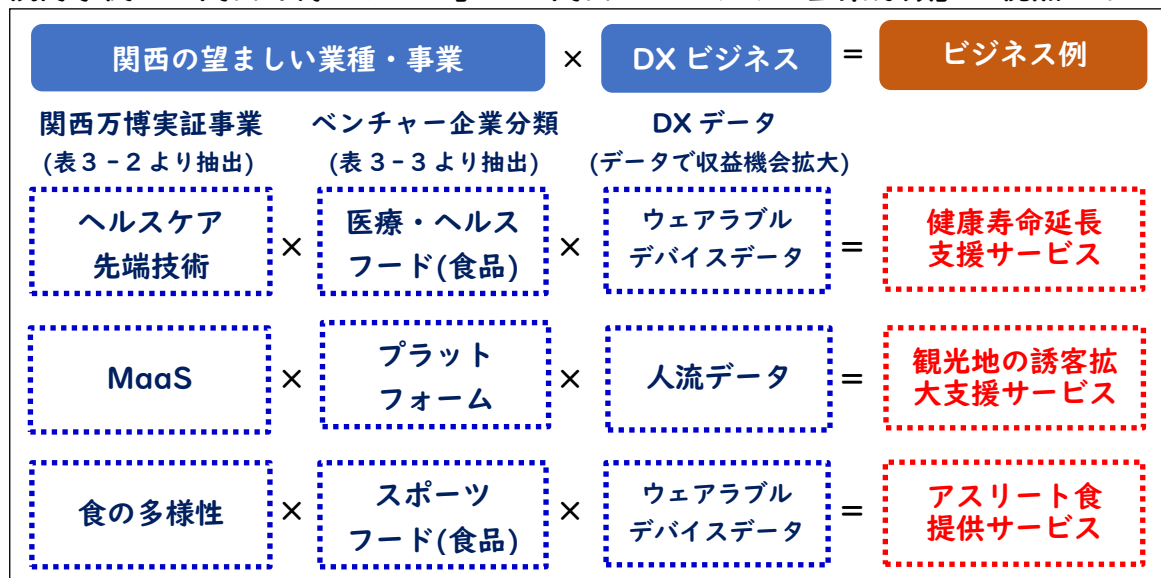 関西の望ましい業種・事業 × DX ビジネス = ビジネス例
関西万博実証事業 ベンチャー企業分類 DX データ
(表3-2より抽出) (表3-3より抽出) (データで収益機会拡大)
ヘルスケア 医療・ヘルス ウェアラブル 健康寿命延長
× × =
先端技術 フード(食品) デバイスデータ 支援サービス
プラット 観光地の誘客拡
MaaS × × 人流データ =
フォーム 大支援サービス
スポーツ ウェアラブル アスリート食
食の多様性 × × =
フード(食品) デバイスデータ 提供サービス